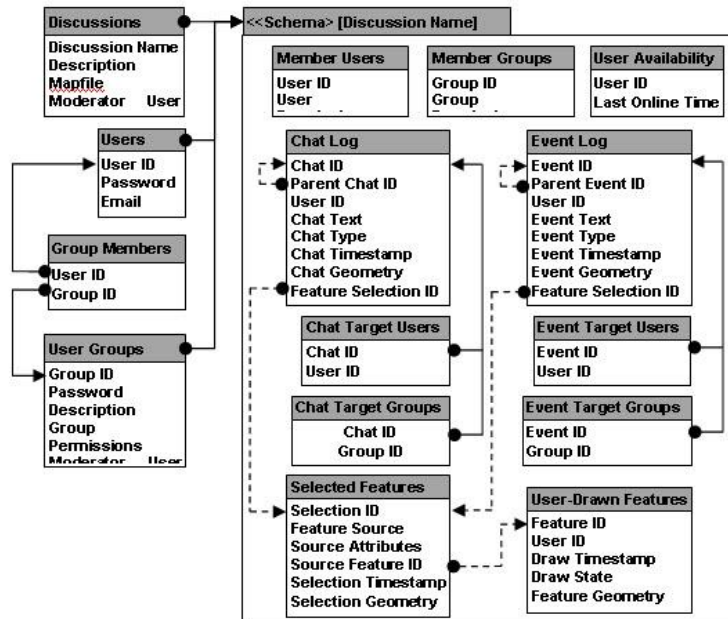 Discussions
Discussion Name
Description
Mapfile
Moderator User
Users
User ID
Password
Email
Group Members
User ID
Group ID
User Groups
Group ID
Password
Description
Group
Permissions
Moderator User
<<Schema> [Discussion Name]
Member Users
User ID
User
Member Groups
Group ID
Group
User Availability
User ID
Last Online Time
Chat Log
Chat ID
Parent Chat ID
User ID
Chat Text
Chat Type
Chat Timestamp
Chat Geometry
Feature Selection ID
Event Log
Event ID
Parent Event ID
User ID
Event Text
Event Type
Event Timestamp
Event Geometry
Feature Selection ID
Chat Target Users
Chat ID
User ID
Event Target Users
Event ID
User ID
Chat Target Groups
Chat ID
Group ID
Event Target Groups
Event ID
Group ID
Selected Features
Selection ID
Feature Source
Source Attributes
Source Feature ID
Selection Timestamp
Selection Geometry
User-Drawn Features
Feature ID
User ID
Draw Timestamp
Draw State
Feature Geometry